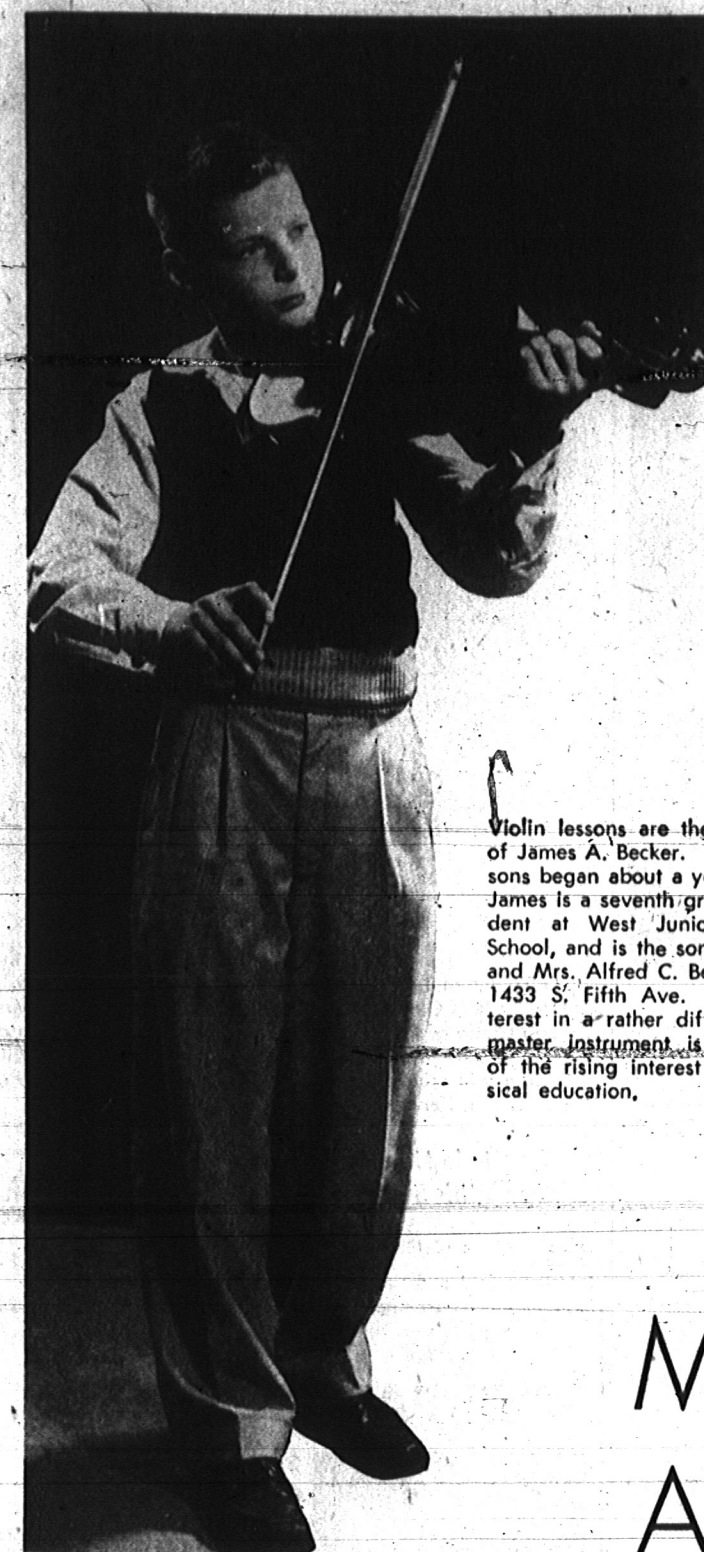 Violin lessons are the
of James A. Becker.
sons began about a y
James is a seventh gr
dent at West Junio
School, and is the son
and Mrs. Alfred C. Be
1433 S. Fifth Ave.
terest in a rather dif
master instrument is
of the rising interest
sical education.
M
A